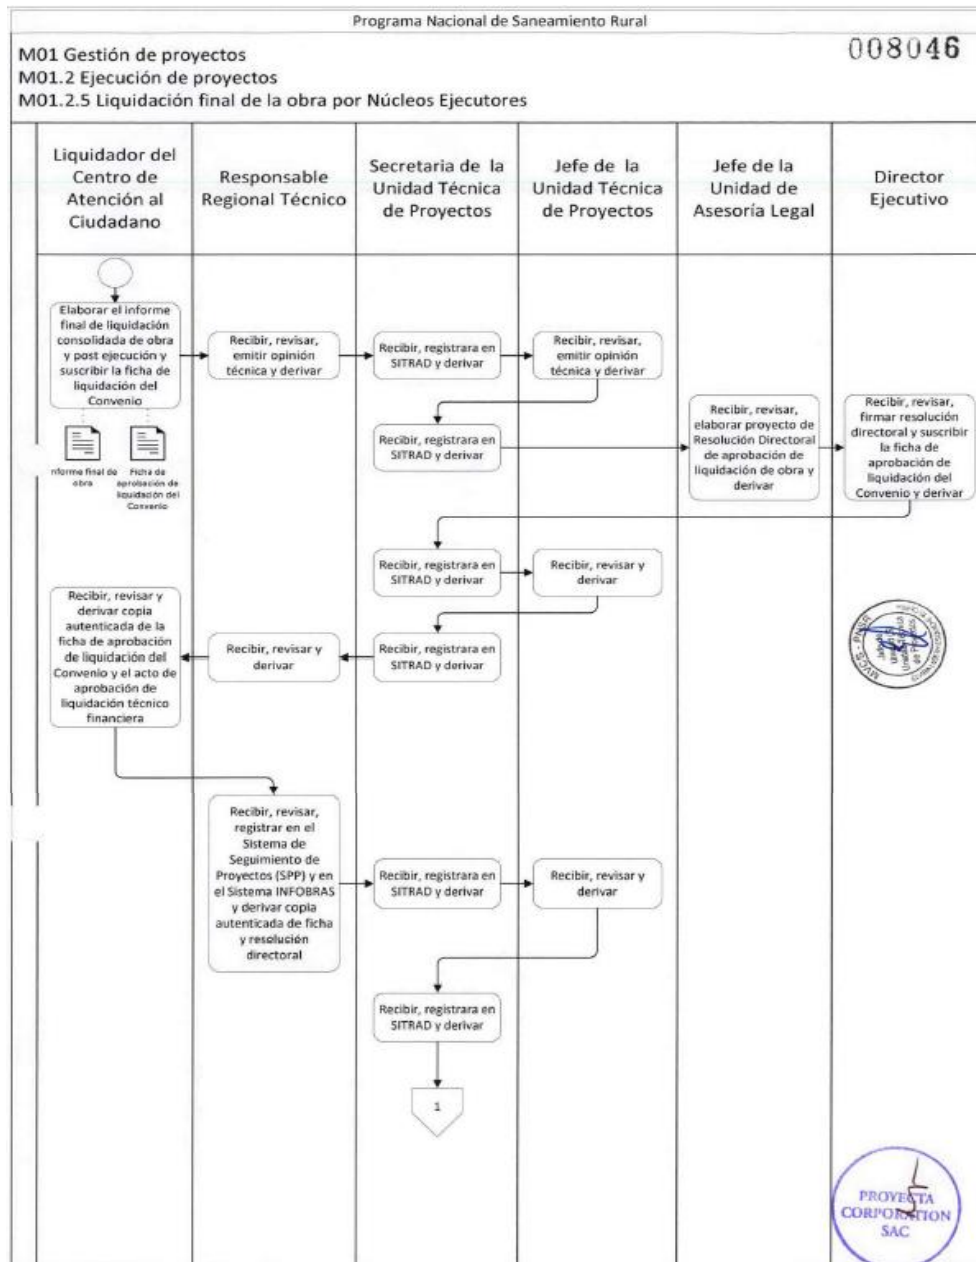 Programa Nacional de Saneamiento Rural
008046
M01 Gestión de proyectos
M01.2 Ejecución de proyectos
M01.2.5 Liquidación final de la obra por Núcleos Ejecutores
Liquidador del
Centro de
Atención al
Ciudadano
Responsable
Regional Técnico
Secretaria de la
Unidad Técnica
de Proyectos
Jefe de la
Unidad Técnica
de Proyectos
Jefe de la
Unidad de
Asesoría Legal
Director
Ejecutivo
Elaborar el informe
final de liquidación
consolidada de obra
y post ejecución y
suscribir la ficha de
liquidación del
Convenio
Recibir, revisar,
emitir opinión
técnica y derivar
Recibir, registrara en
SITRAD y derivar
Recibir, revisar,
emitir opinión
técnica y derivar
nforme final de
obra
Ficha de
aprobación de
liquidación del
Convenio
Recibir, registrara en
SITRAD y derivar
Recibir, revisar,
elaborar proyecto de
Resolución Directoral
de aprobación de
liquidación de obra y
derivar
Recibir, revisar,
firmar resolución
directoral y suscribir
la ficha de
aprobación de
liquidación del
Convenio y derivar
Recibir, registrara en
SITRAD y derivar
Recibir, revisar y
derivar
Recibir, registrara en
SITRAD y derivar
Recibir, revisar y
derivar
Recibir, revisar y
derivar copia
autenticada de la
ficha de aprobación
de liquidación del
Convenio y el acto de
aprobación de
liquidación técnico
financiera
MVCS - PNSR
Recibir, revisar,
registrar en el
Sistema de
Seguimiento de
Proyectos (SPP) y en
el Sistema INFOBRAS
y derivar copia
autenticada de ficha
y resolución
directoral
Recibir, registrara en
SITRAD y derivar
Recibir, revisar y
derivar
Recibir, registrara en
SITRAD y derivar
1
PROYECTA
CORPORATION
SAC